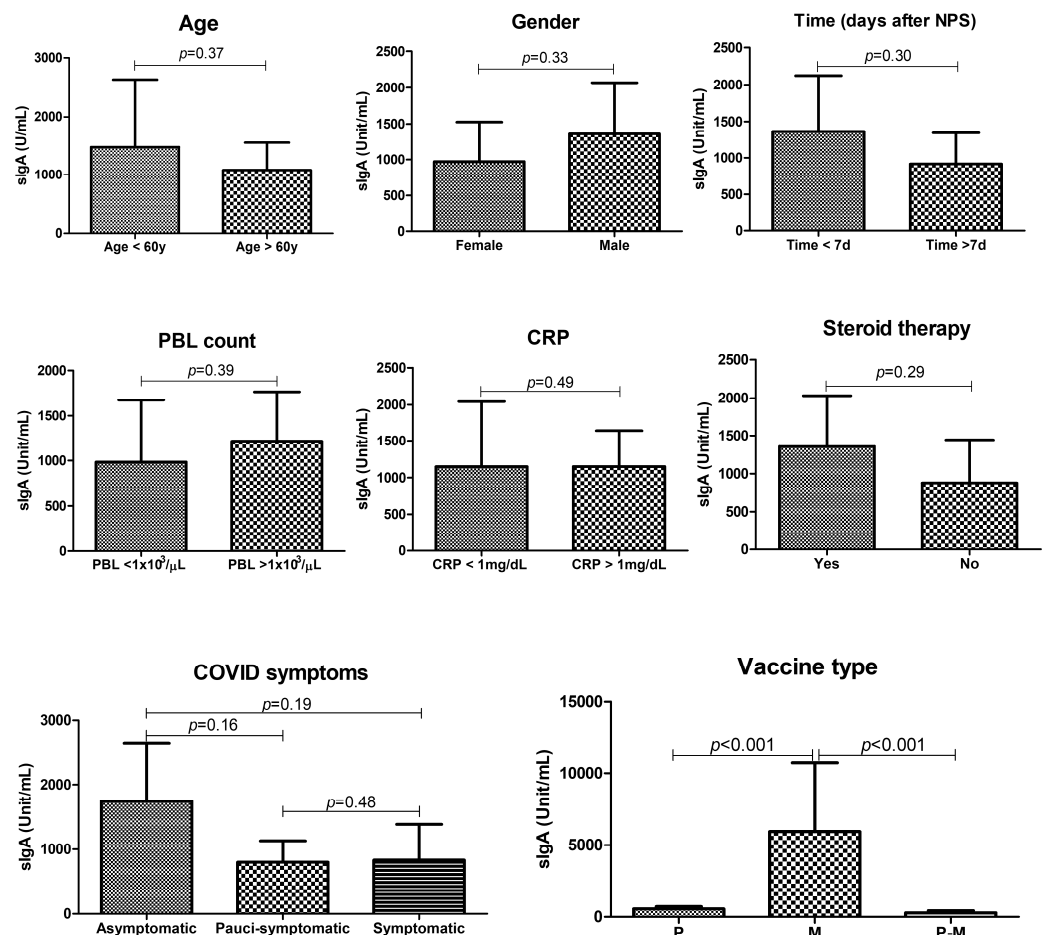 Age
p=0.37
sIgA (U/mL)
3000
2000
1000
0
Age < 60y
Age > 60y
Gender
p=0.33
sIgA (Unit/mL)
2500
2000
1500
1000
500
0
Female
Male
Time (days after NPS)
p=0.30
sIgA (Unit/mL)
2500
2000
1500
1000
500
0
Time < 7d
Time >7d
PBL count
p=0.39
sIgA (Unit/mL)
2000
1500
1000
500
0
PBL <1x10³/µL
PBL >1x10³/µL
CRP
p=0.49
sIgA (Unit/mL)
2500
2000
1500
1000
500
0
CRP < 1mg/dL
CRP > 1mg/dL
Steroid therapy
p=0.29
sIgA (Unit/mL)
2500
2000
1500
1000
500
0
Yes
No
COVID symptoms
p=0.19
p=0.16
p=0.48
sIgA (Unit/mL)
3000
2000
1000
0
Asymptomatic
Pauci-symptomatic
Symptomatic
Vaccine type
p<0.001
p<0.001
sIgA (Unit/mL)
15000
10000
5000
0
P
M
P-M